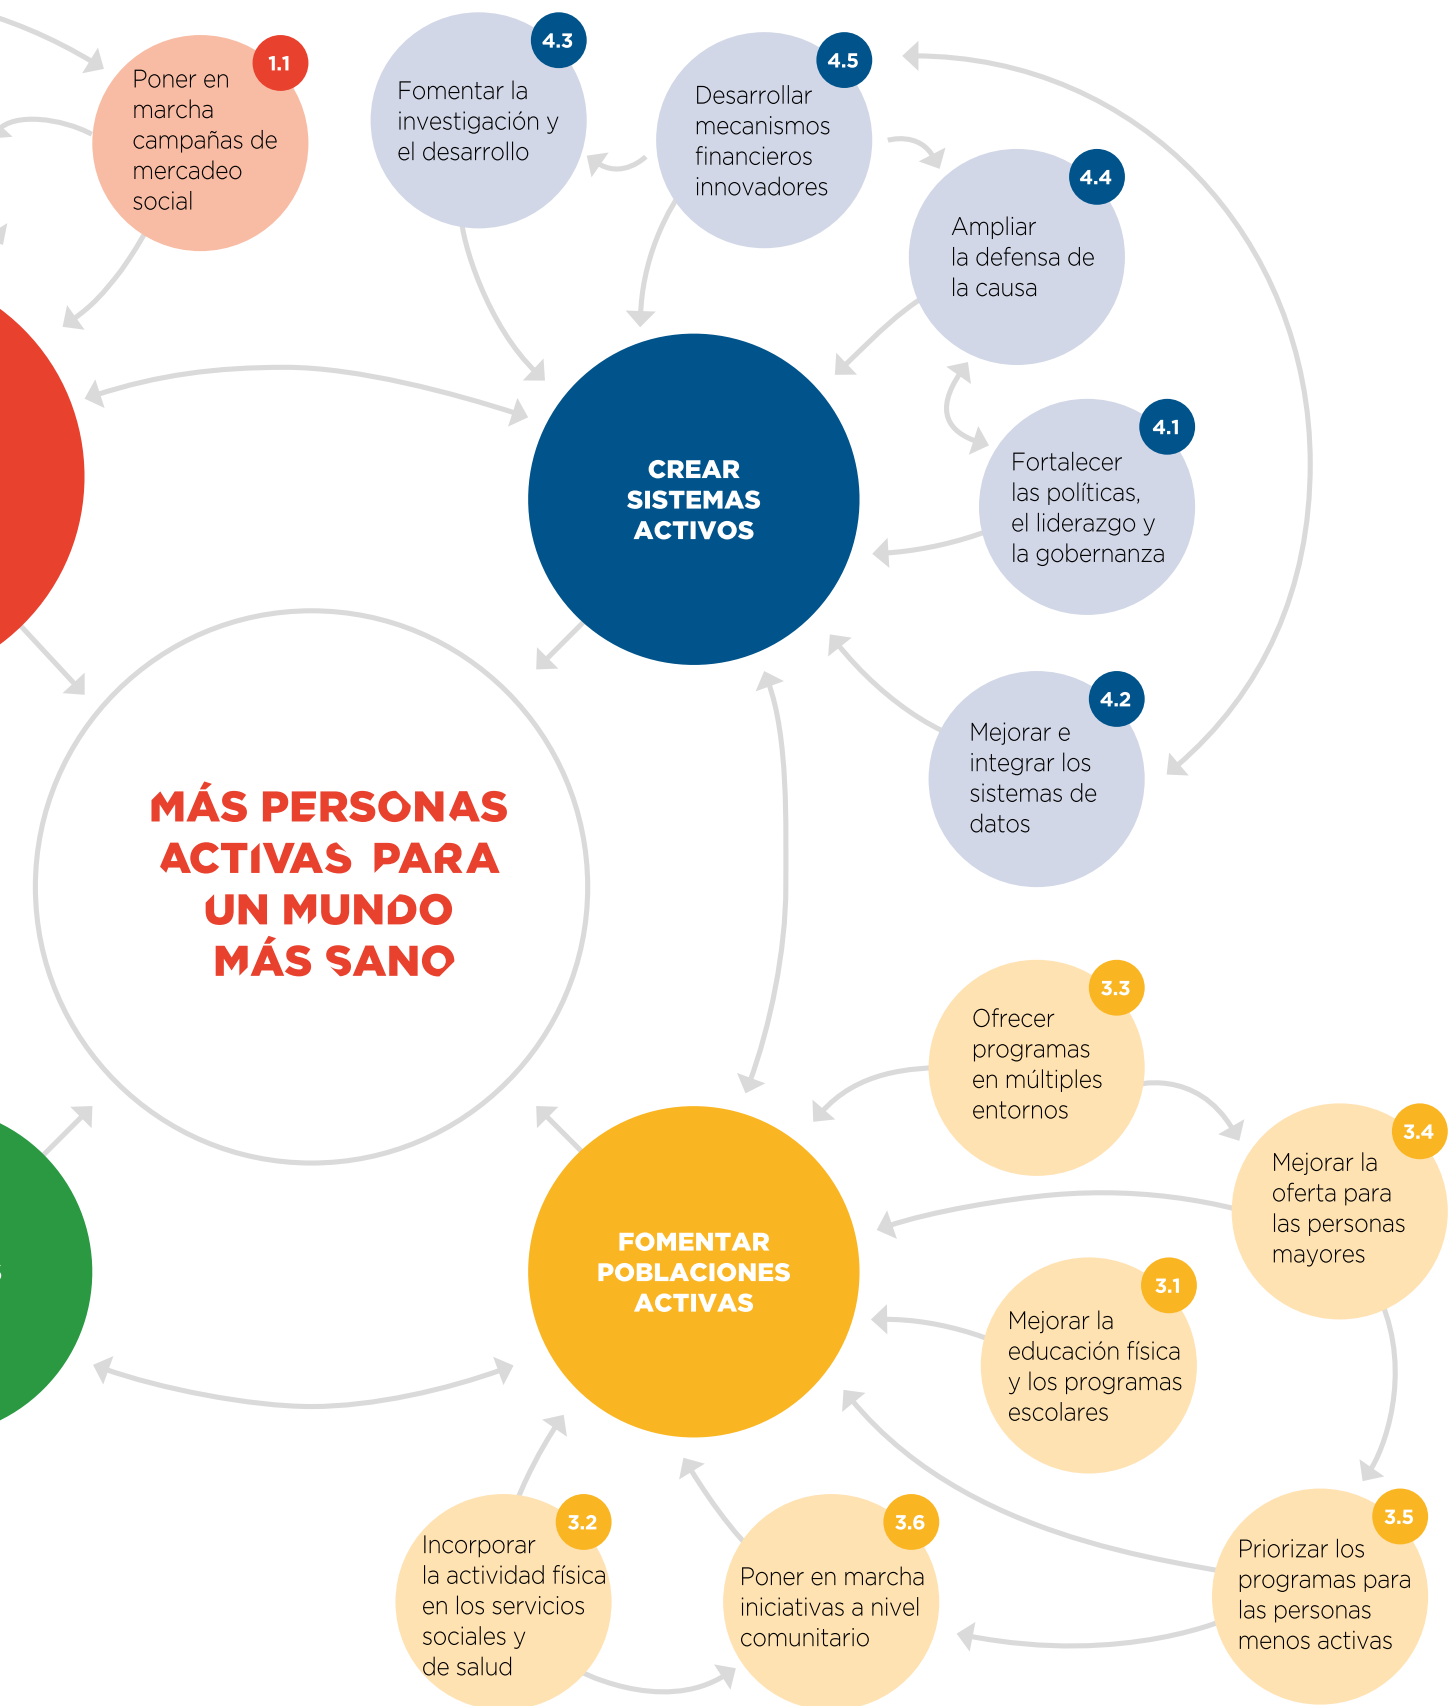 1.1
Poner en
marcha
campañas de
mercadeo
social
4.3
Fomentar la
investigación y
el desarrollo
4.5
Desarrollar
mecanismos
financieros
innovadores
4.4
Ampliar
la defensa de
la causa
4.1
Fortalecer
las políticas,
el liderazgo y
la gobernanza
CREAR
SISTEMAS
ACTIVOS
4.2
Mejorar e
integrar los
sistemas de
datos
MÁS PERSONAS
ACTIVAS PARA
UN MUNDO
MÁS SANO
3.3
Ofrecer
programas
en múltiples
entornos
3.4
Mejorar la
oferta para
las personas
mayores
FOMENTAR
POBLACIONES
ACTIVAS
3.1
Mejorar la
educación física
y los programas
escolares
3.2
Incorporar
la actividad física
en los servicios
sociales y
de salud
3.6
Poner en marcha
iniciativas a nivel
comunitario
3.5
Priorizar los
programas para
las personas
menos activas